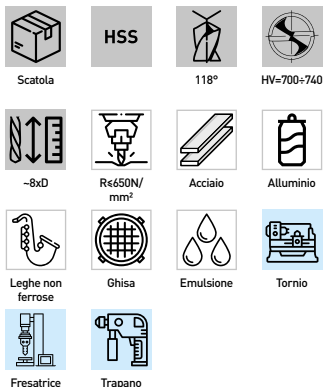 HSS
Scatola
118°
HV=700÷740
~8xD
R≤650N/
mm²
Acciaio
Alluminio
Leghe non
ferrose
Ghisa
Emulsione
Tornio
Fresatrice
Trapano